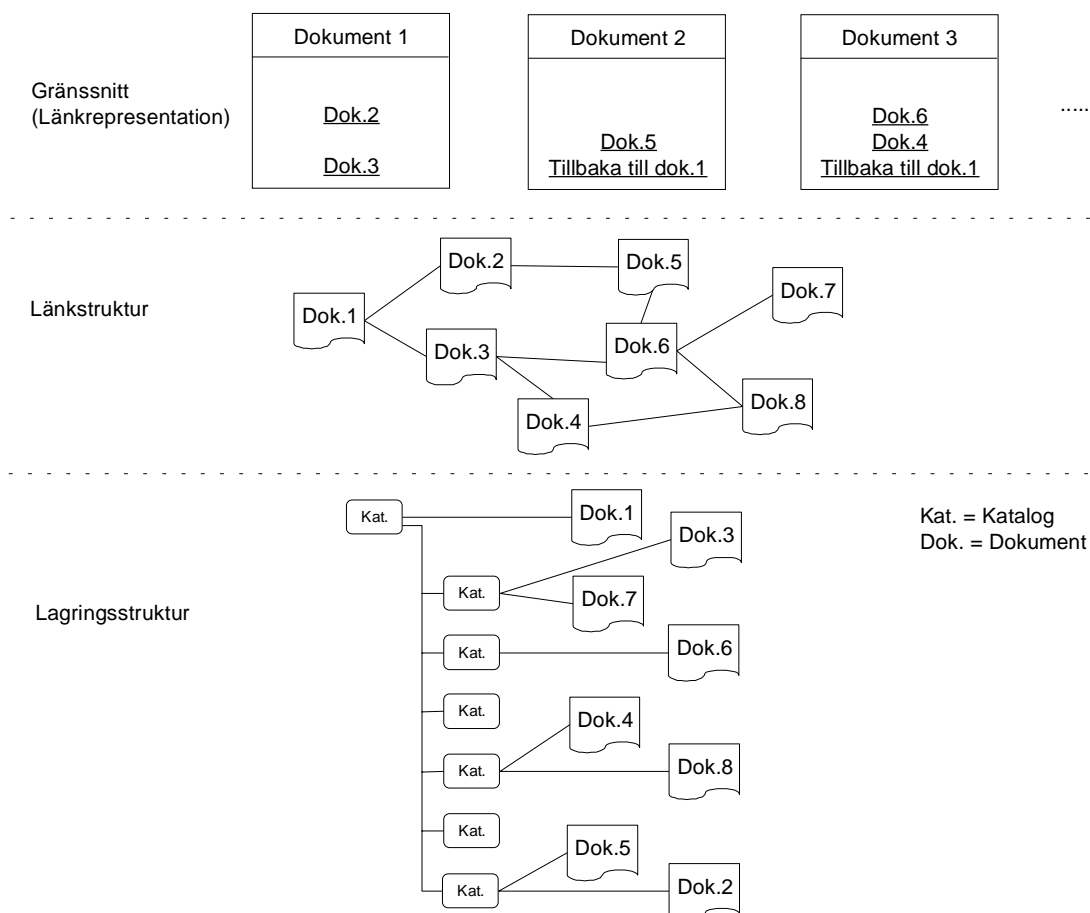 Dokument 1
Dokument 2
Dokument 3
Gränssnitt
(Länkrepresentation)
Dok.2
Dok.3
Dok.5
Tillbaka till dok.1
Dok.6
Dok.4
Tillbaka till dok.1
.....
Länkstruktur
Dok.1
Dok.2
Dok.5
Dok.7
Dok.3
Dok.6
Dok.4
Dok.8
Lagringsstruktur
Kat.
Dok.1
Kat. = Katalog
Dok. = Dokument
Dok.3
Kat.
Dok.7
Kat.
Dok.6
Kat.
Dok.4
Kat.
Dok.8
Kat.
Dok.5
Kat.
Dok.2